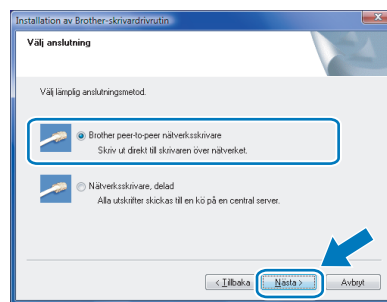 Installation av Brother-skrivardrivrutin
Välj anslutning
Välj lämplig anslutningsmetod.
Brother peer-to-peer nätverksskrivare
Skriv ut direkt till skrivaren över nätverket.
Nätverksskrivare, delad
Alla utskrifter skickas till en kö på en central server.
< Tillbaka Nästa > Avbryt